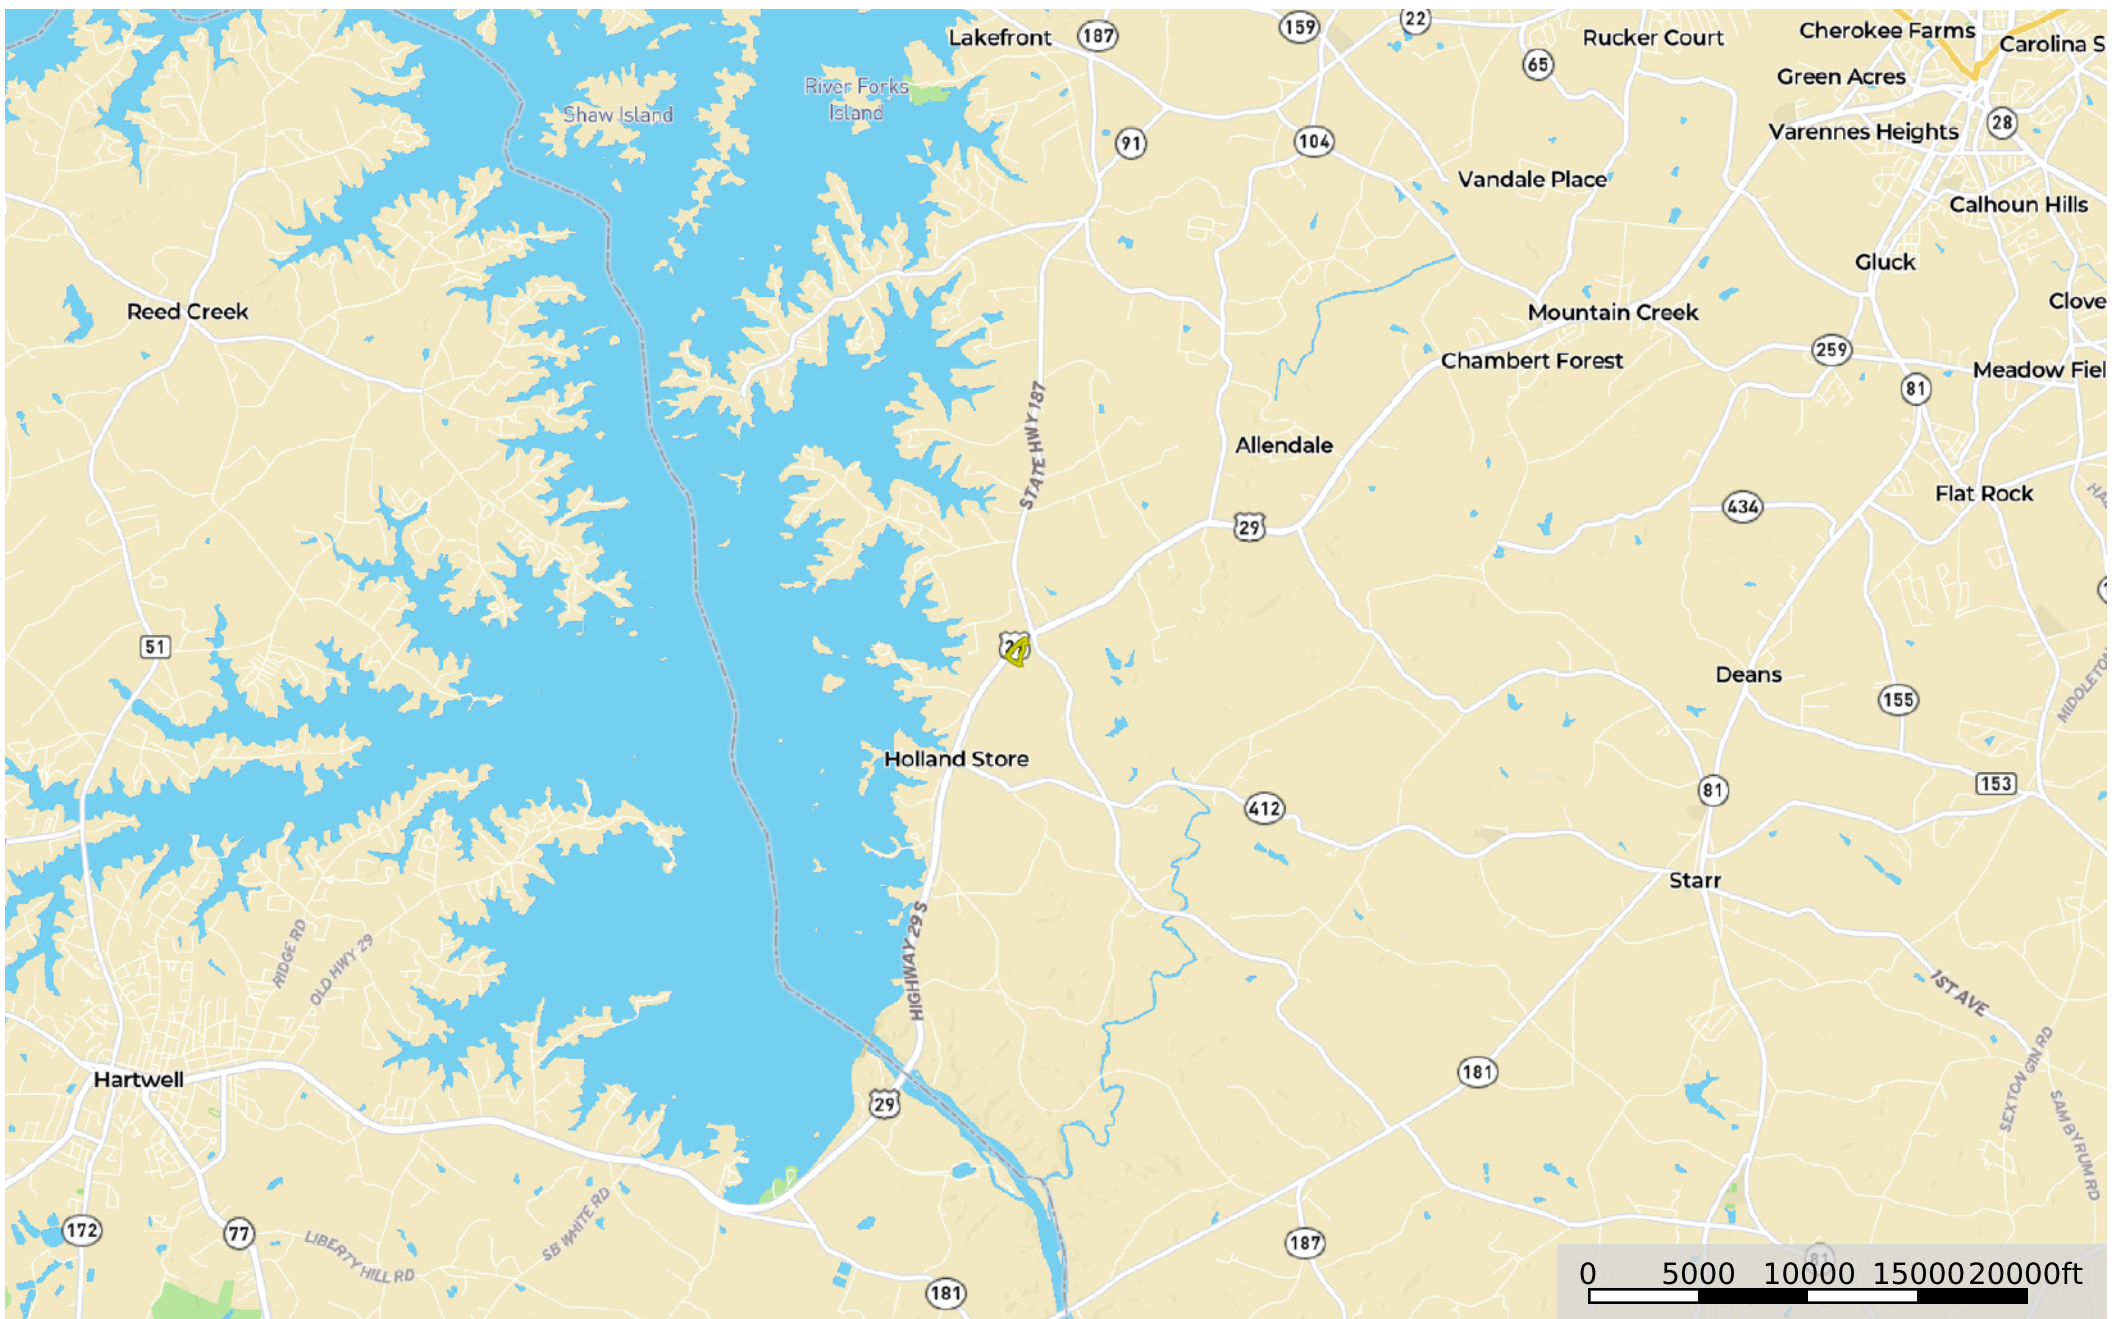 Lakefront
187
159
22
Rucker Court
Cherokee Farms
Carolina S
65
Green Acres
River Forks
Island
Shaw Island
28
Varennes Heights
91
104
Vandale Place
Calhoun Hills
Gluck
Clove
Reed Creek
Mountain Creek
259
Chambert Forest
Meadow Fiel
81
STATE HWY 187
Allendale
Flat Rock
434
29
51
Deans
155
MIDDLETON
Holland Store
153
81
412
Starr
HIGHWAY 29 S
RIDGE RD
OLD HWY 29
1ST AVE
Hartwell
181
SEXTON GIN RD
29
SAM BYRUM RD
SB WHITE RD
172
77
LIBERTY HILL RD
187
81
181
0 5000 10000 15000 20000ft